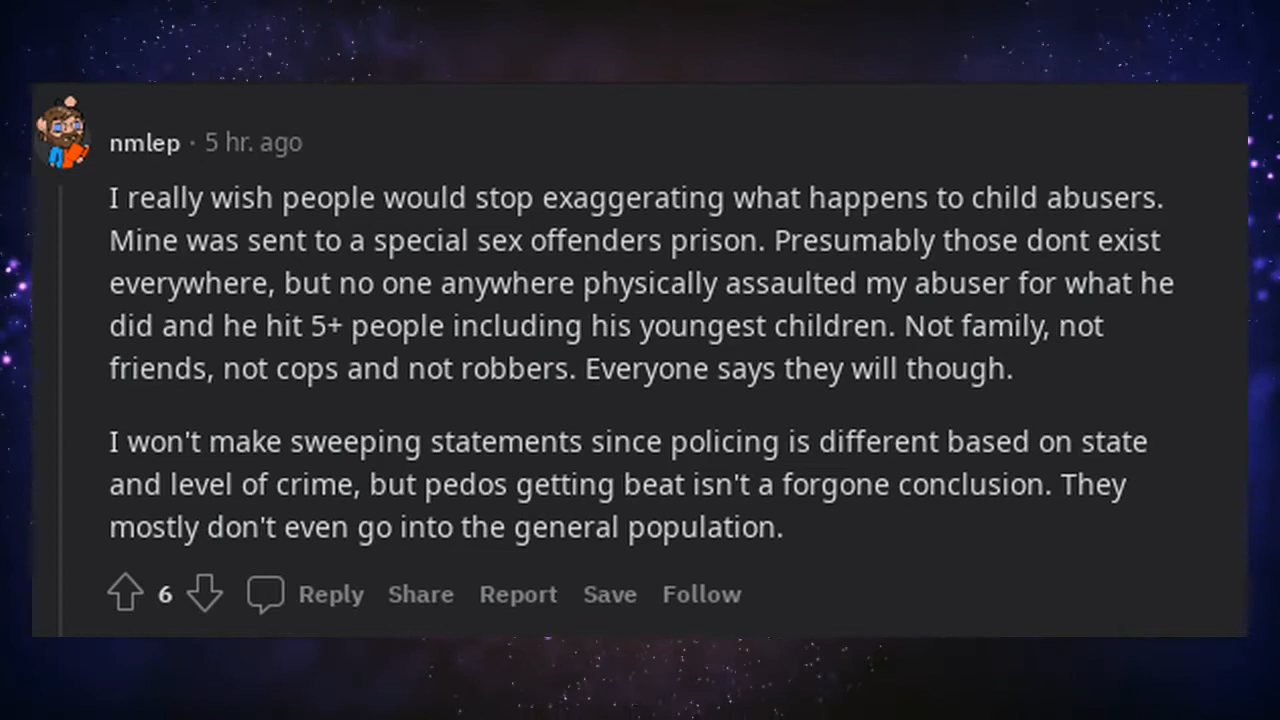 nmlep · 5 hr. ago
I really wish people would stop exaggerating what happens to child abusers.
Mine was sent to a special sex offenders prison. Presumably those dont exist
everywhere, but no one anywhere physically assaulted my abuser for what he
did and he hit 5+ people including his youngest children. Not family, not
friends, not cops and not robbers. Everyone says they will though.
I won't make sweeping statements since policing is different based on state
and level of crime, but pedos getting beat isn't a forgone conclusion. They
mostly don't even go into the general population.
6 Reply Share Report Save Follow